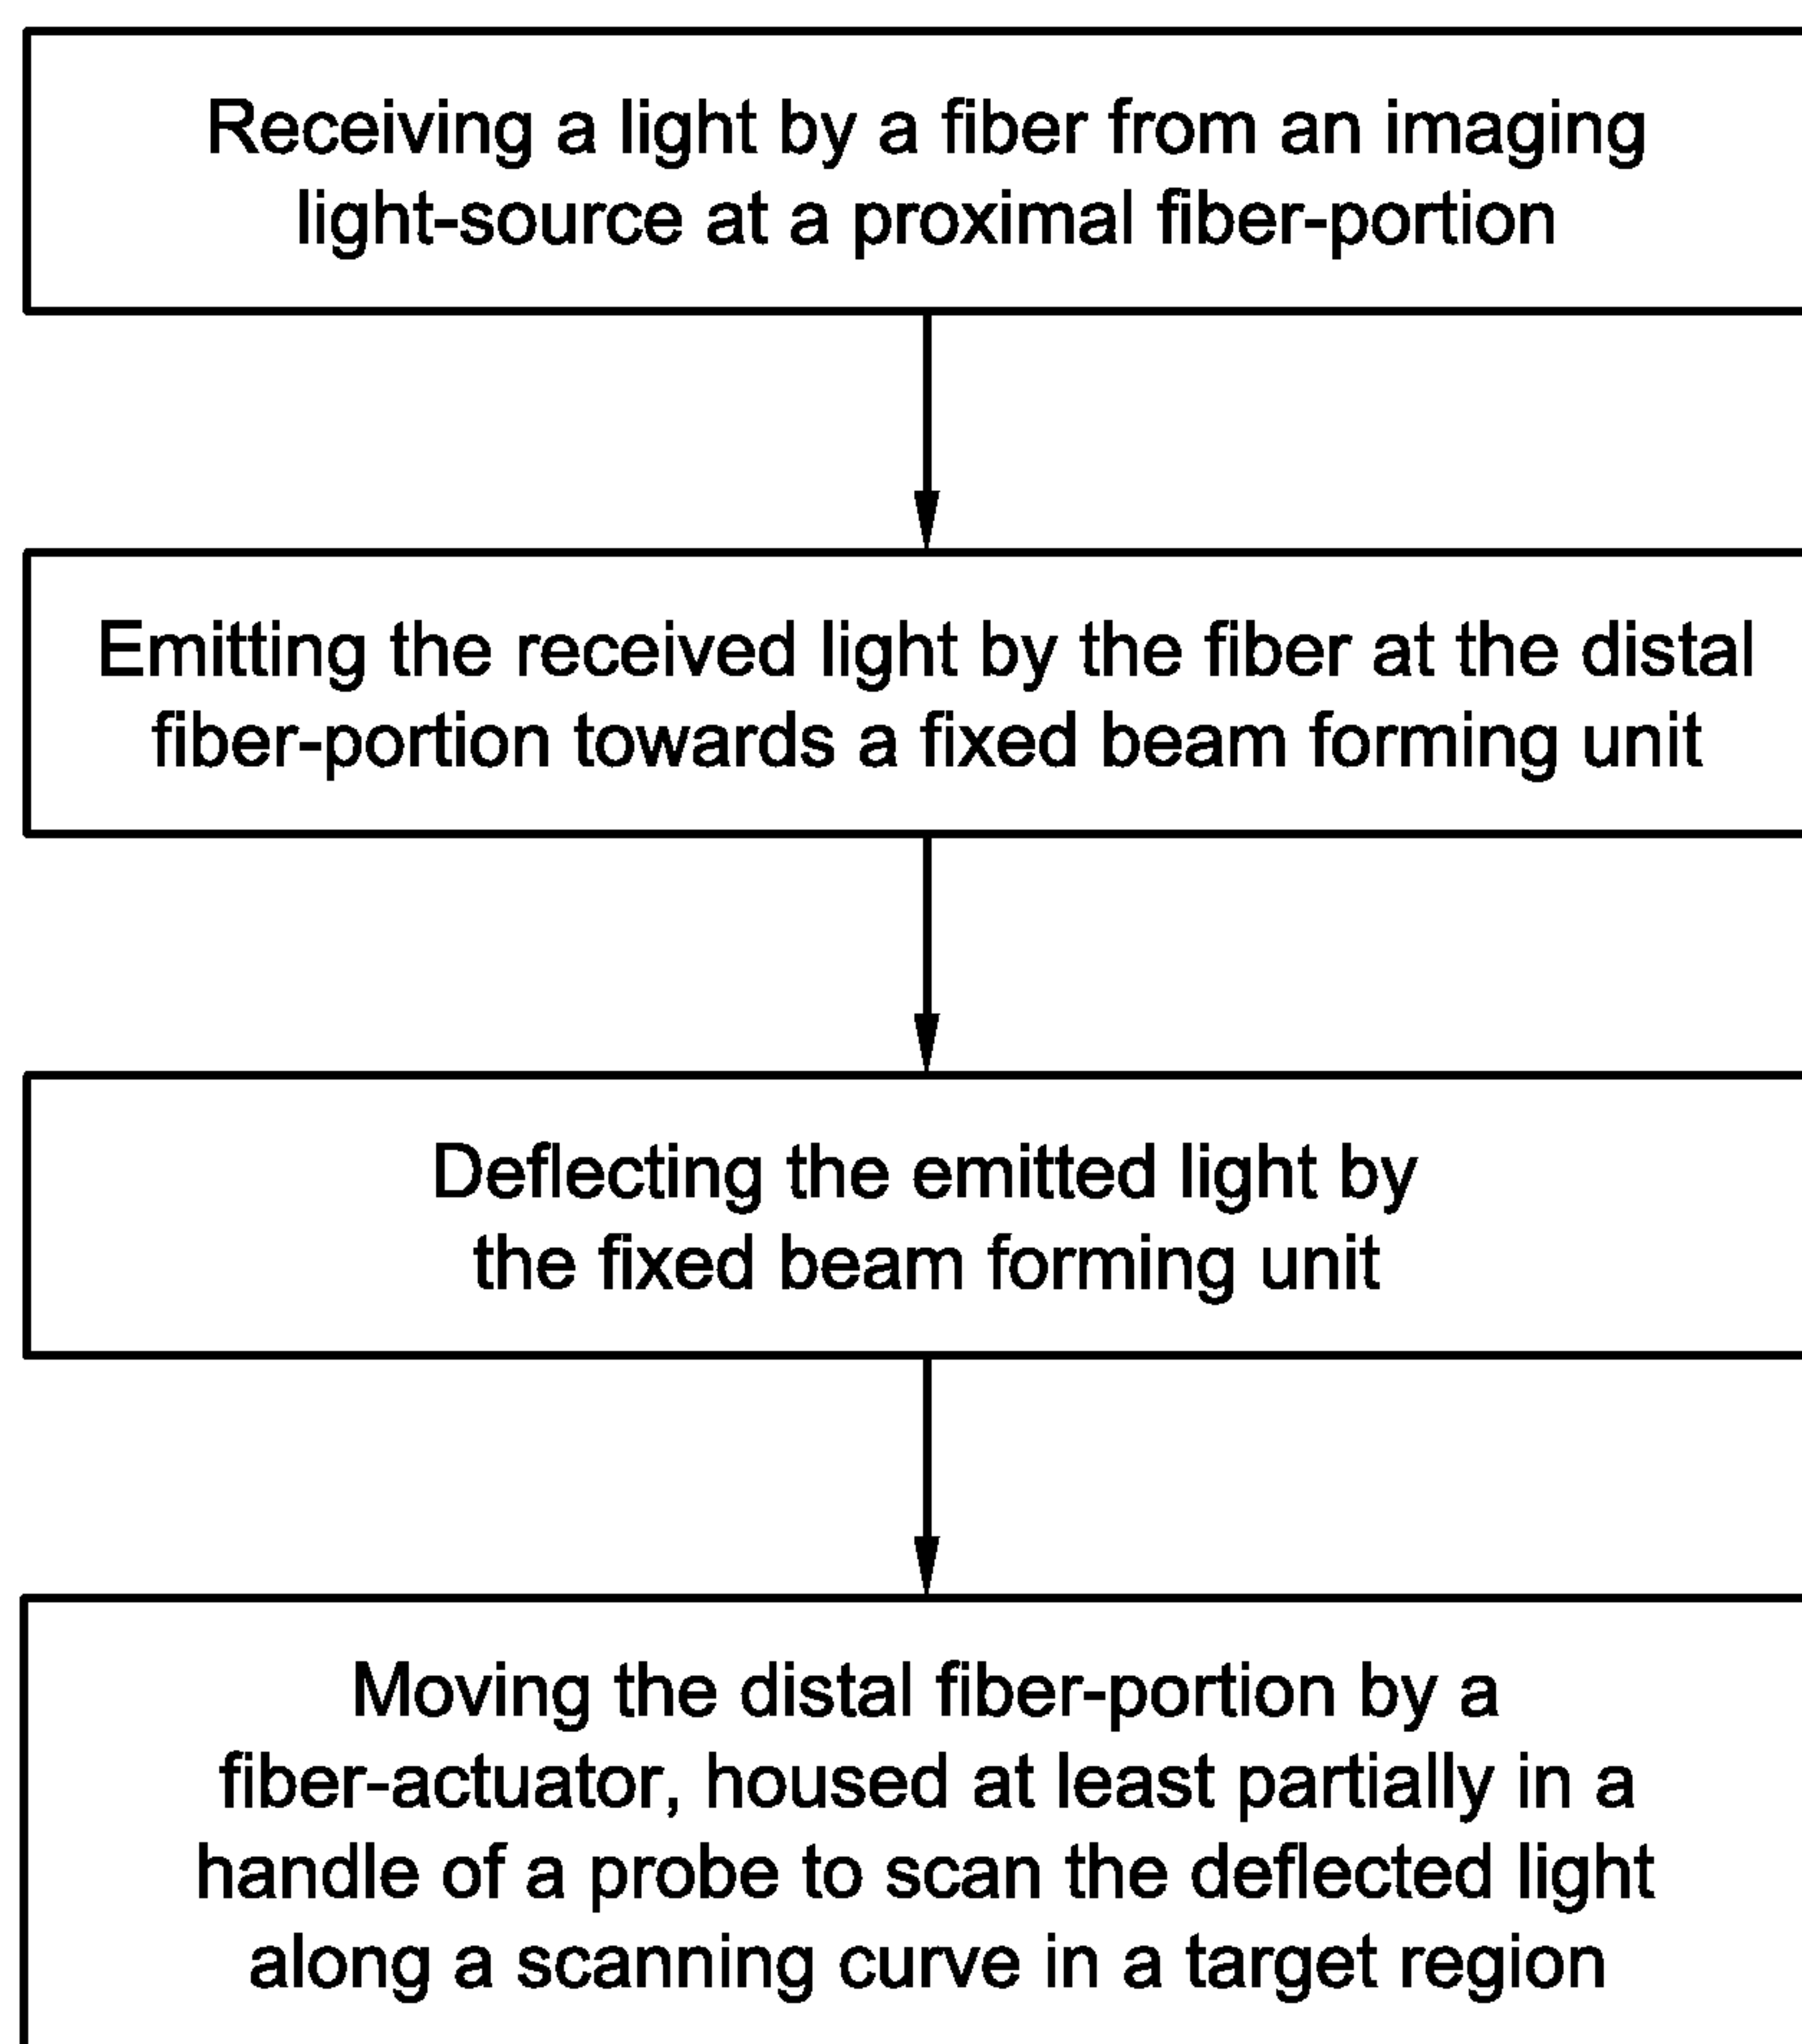 Receiving a light by a fiber from an imaging
light-source at a proximal fiber-portion
Emitting the received light by the fiber at the distal
fiber-portion towards a fixed beam forming unit
Deflecting the emitted light by
the fixed beam forming unit
Moving the distal fiber-portion by a
fiber-actuator, housed at least partially in a
handle of a probe to scan the deflected light
along a scanning curve in a target region